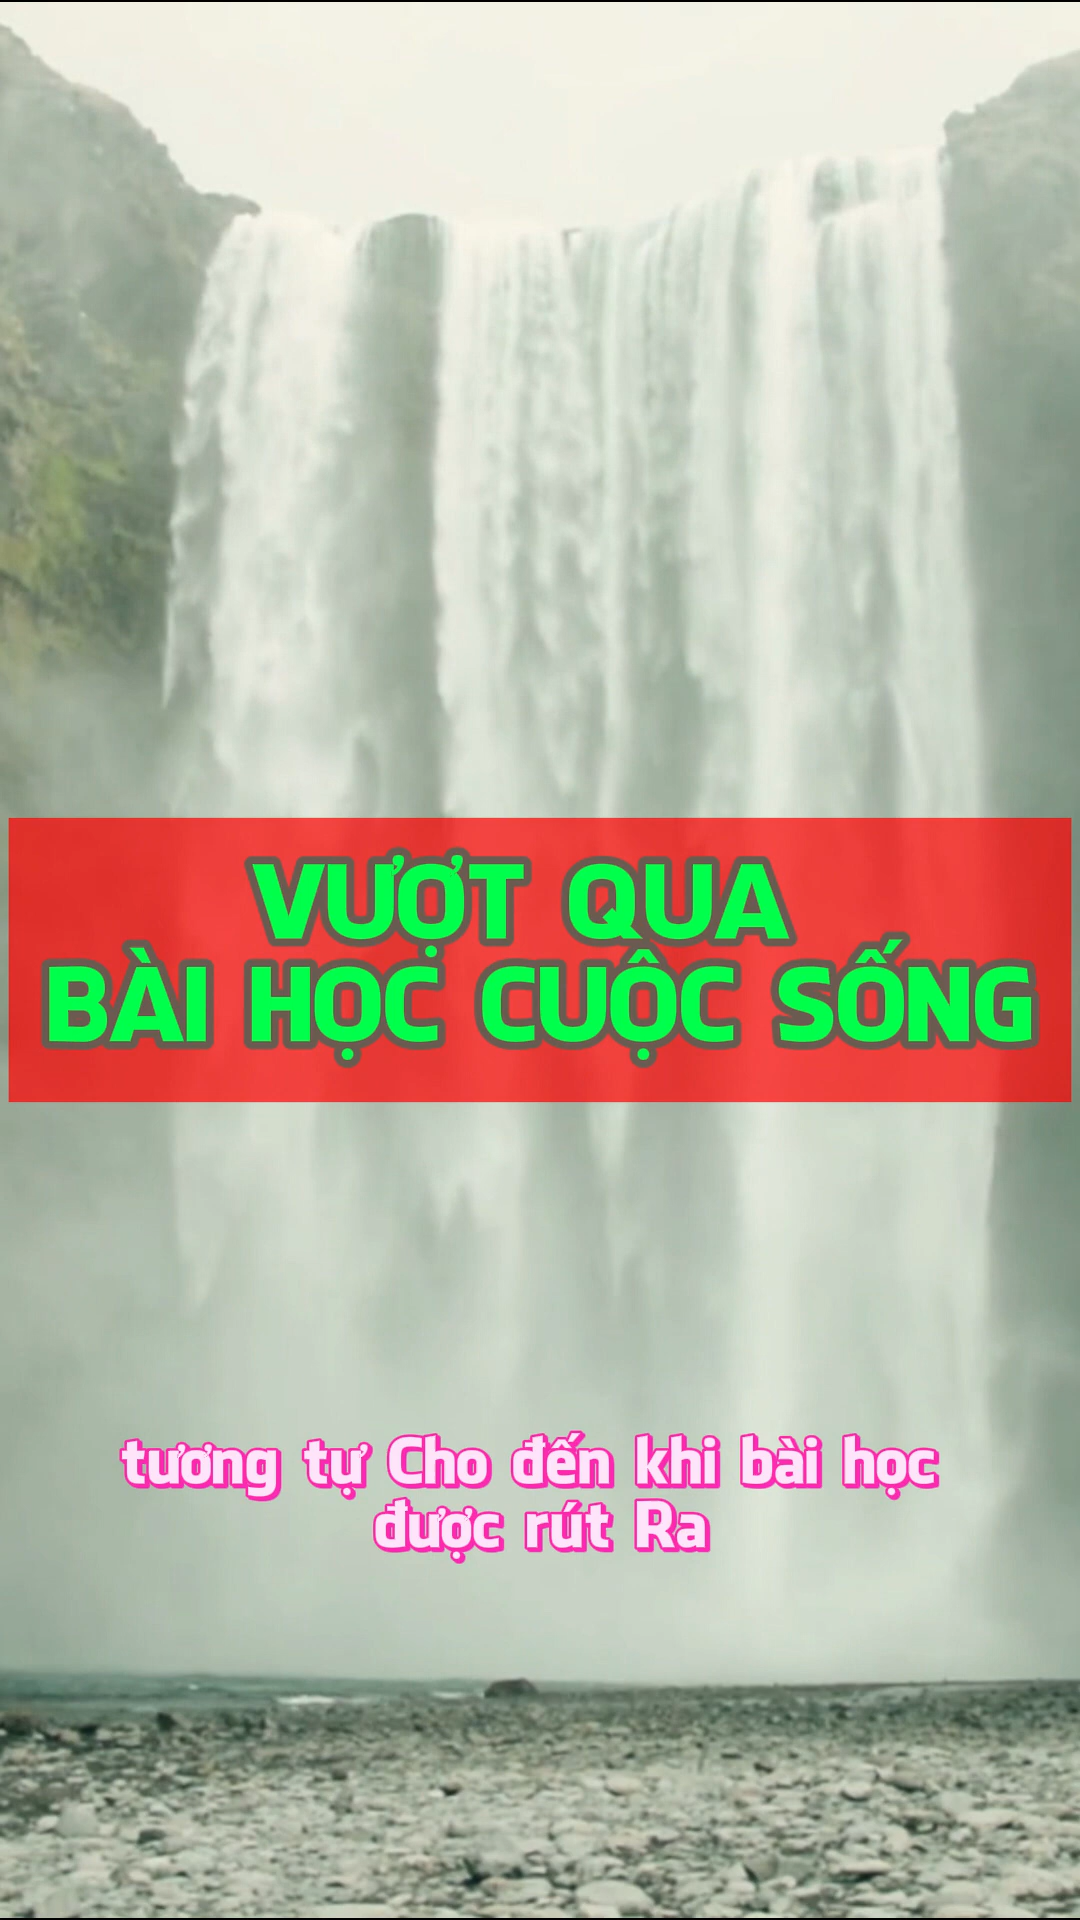 VƯỢT QUA
BÀI HỌC CUỘC SỐNG
tương tự Cho đến khi bài học
được rút Ra